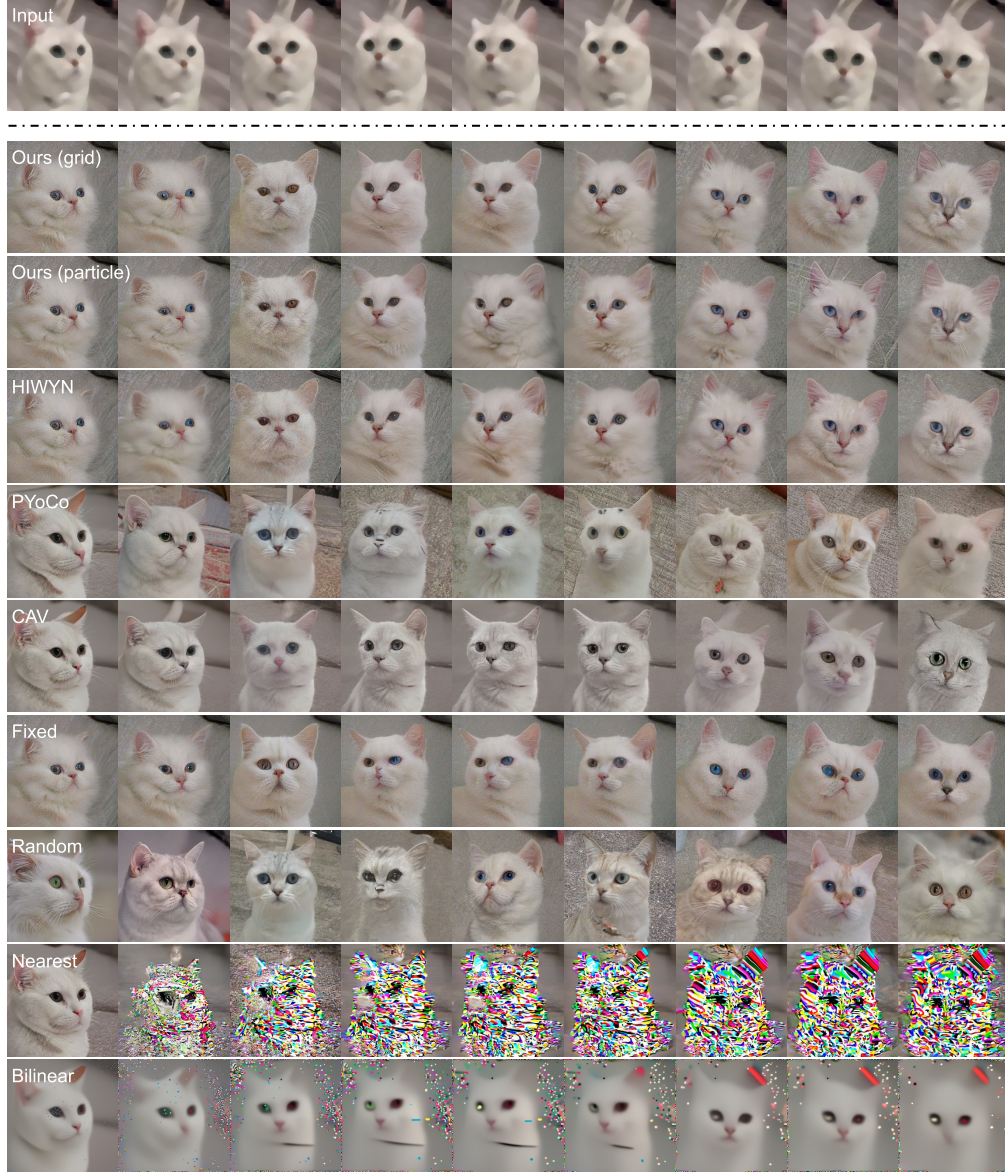 Input
Ours (grid)
Ours (particle)
HIWYN
PYoCo
CAV
Fixed
Random
Nearest
Bilinear